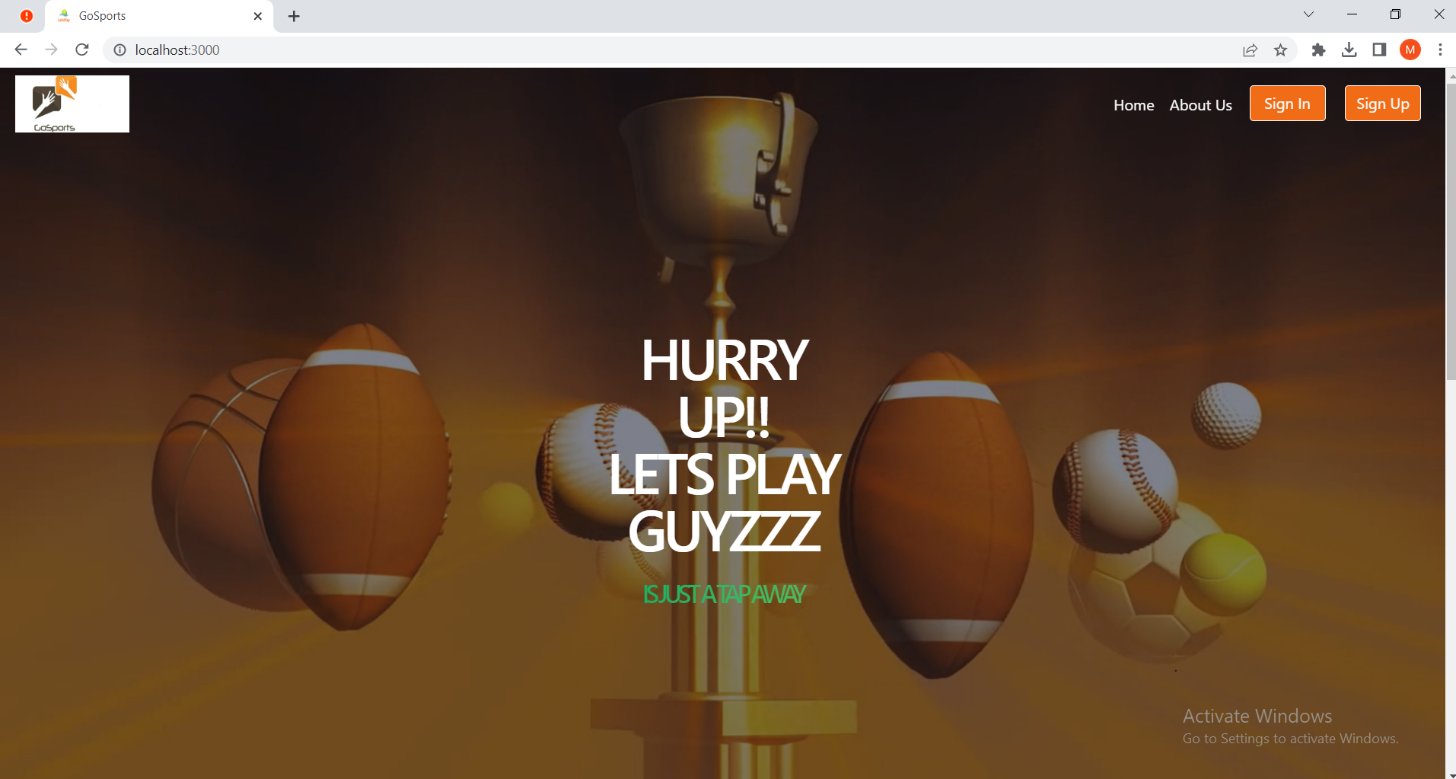 GoSports
localhost:3000
M
GoSports
Home About Us Sign In Sign Up
HURRY
UP!!
LETS PLAY
GUYZZZ
IS JUST A TAP AWAY
Activate Windows
Go to Settings to activate Windows.